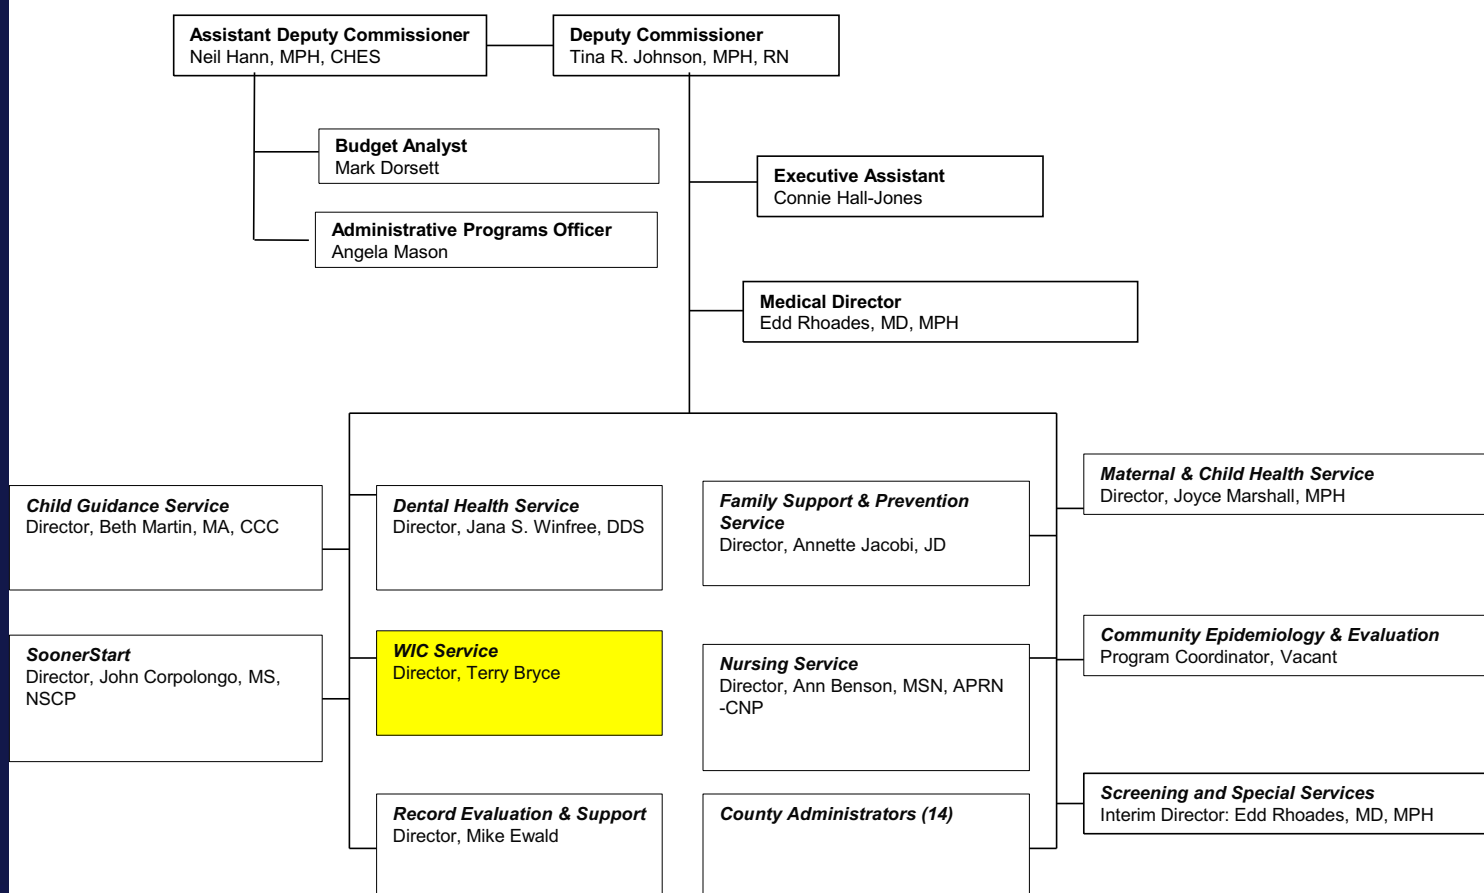 Assistant Deputy Commissioner
Neil Hann, MPH, CHES
Deputy Commissioner
Tina R. Johnson, MPH, RN
Budget Analyst
Mark Dorsett
Executive Assistant
Connie Hall-Jones
Administrative Programs Officer
Angela Mason
Medical Director
Edd Rhoades, MD, MPH
Child Guidance Service
Director, Beth Martin, MA, CCC
Dental Health Service
Director, Jana S. Winfree, DDS
Family Support & Prevention
Service
Director, Annette Jacobi, JD
Maternal & Child Health Service
Director, Joyce Marshall, MPH
SoonerStart
Director, John Corpolongo, MS,
NSCP
WIC Service
Director, Terry Bryce
Nursing Service
Director, Ann Benson, MSN, APRN
-CNP
Community Epidemiology & Evaluation
Program Coordinator, Vacant
Record Evaluation & Support
Director, Mike Ewald
County Administrators (14)
Screening and Special Services
Interim Director: Edd Rhoades, MD, MPH